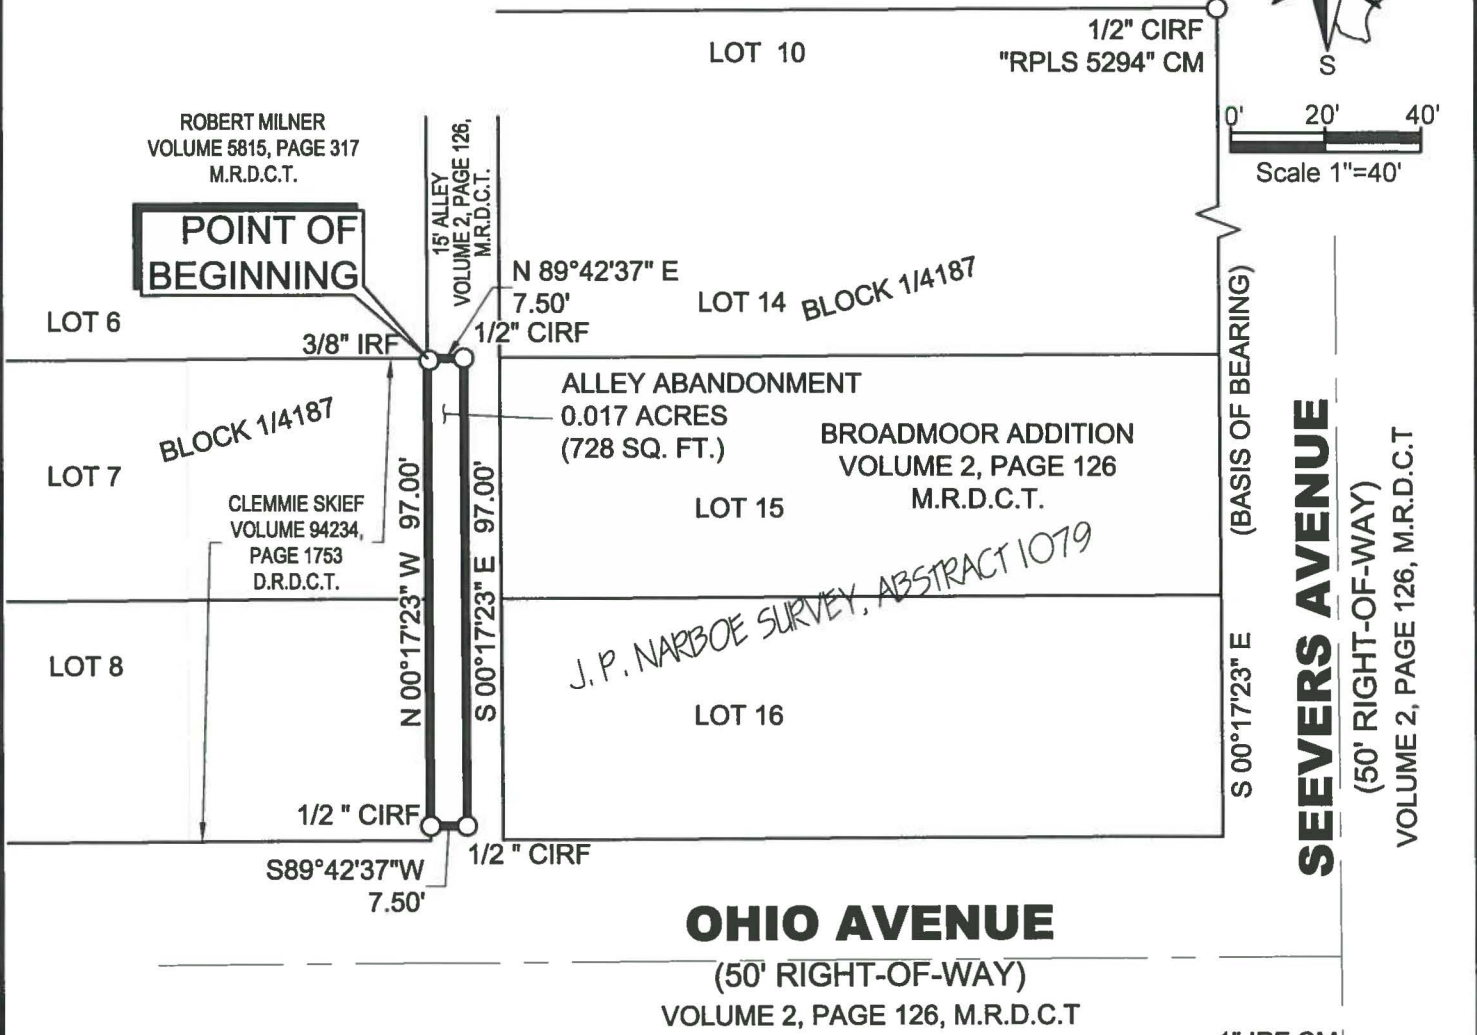 LOT 10
1/2" CIRF
"RPLS 5294" CM
S
0' 20' 40'
Scale 1"=40'
ROBERT MILNER
VOLUME 5815, PAGE 317
M.R.D.C.T.
15' ALLEY
VOLUME 2, PAGE 126,
M.R.D.C.T.
POINT OF
BEGINNING
N 89°42'37" E
7.50'
1/2" CIRF
LOT 14
BLOCK 1/4187
LOT 6
3/8" IRF
BLOCK 1/4187
LOT 7
ALLEY ABANDONMENT
0.017 ACRES
(728 SQ. FT.)
BROADMOOR ADDITION
VOLUME 2, PAGE 126
M.R.D.C.T.
LOT 15
CLEMMIE SKIEF
VOLUME 94234,
PAGE 1753
D.R.D.C.T.
N 00°17'23" W 97.00'
S 00°17'23" E 97.00'
J.P. NARBOE SURVEY, ABSTRACT 1079
LOT 8
LOT 16
S 00°17'23" E
(BASIS OF BEARING)
SEEVERS AVENUE
(50' RIGHT-OF-WAY)
VOLUME 2, PAGE 126, M.R.D.C.T
1/2 " CIRF
1/2 " CIRF
S89°42'37"W
7.50'
OHIO AVENUE
(50' RIGHT-OF-WAY)
VOLUME 2, PAGE 126, M.R.D.C.T